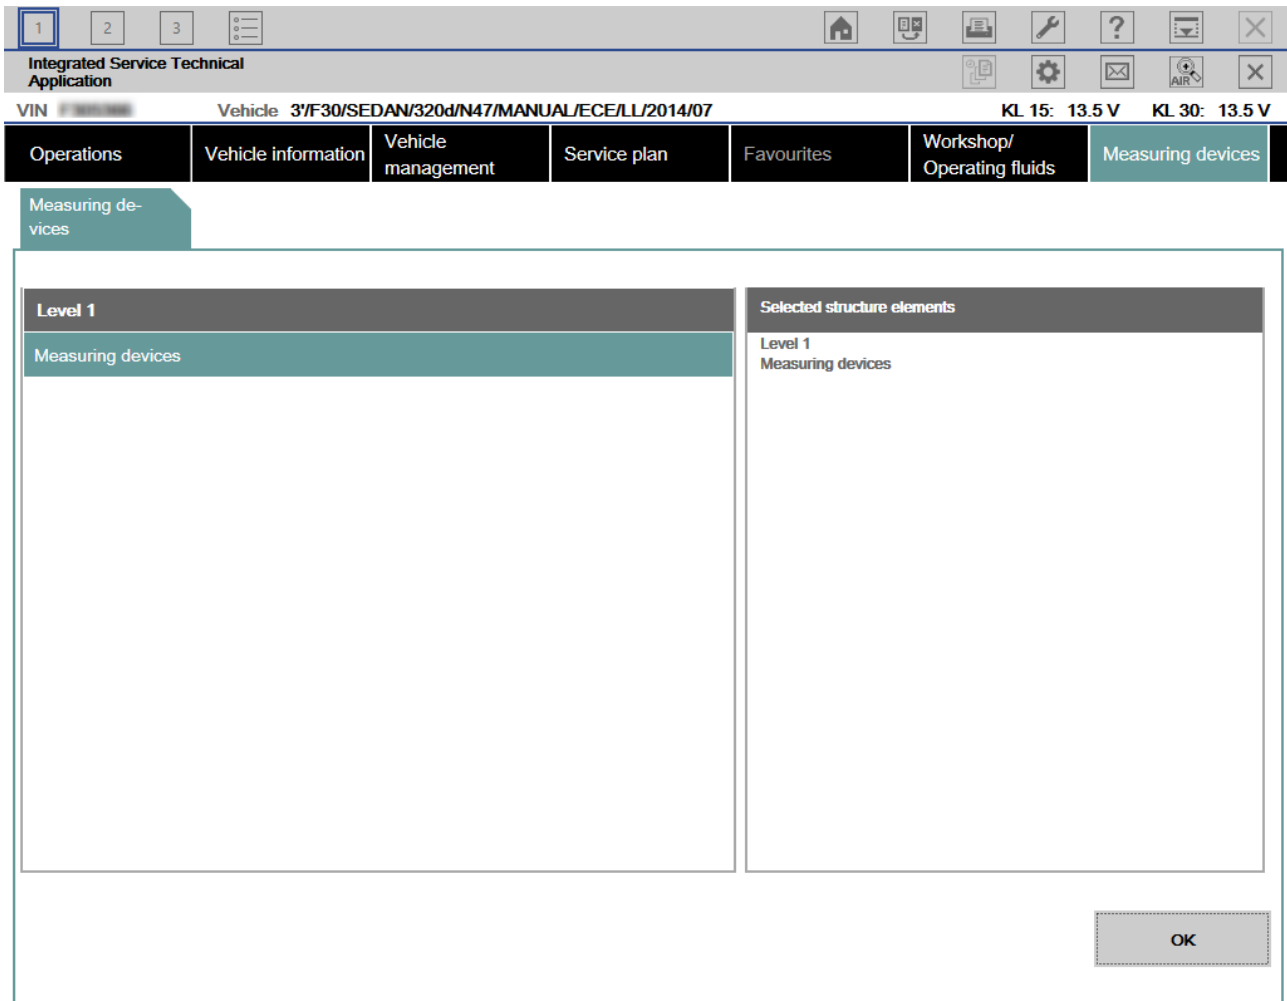 1 2 3
Integrated Service Technical
Application
AIR
VIN Vehicle 3'/F30/SEDAN/320d/N47/MANUAL/ECE/LL/2014/07 KL 15: 13.5 V KL 30: 13.5 V
Operations Vehicle information Vehicle
management Service plan Favourites Workshop/
Operating fluids Measuring devices
Measuring de-
vices
Level 1
Measuring devices
Selected structure elements
Level 1
Measuring devices
OK